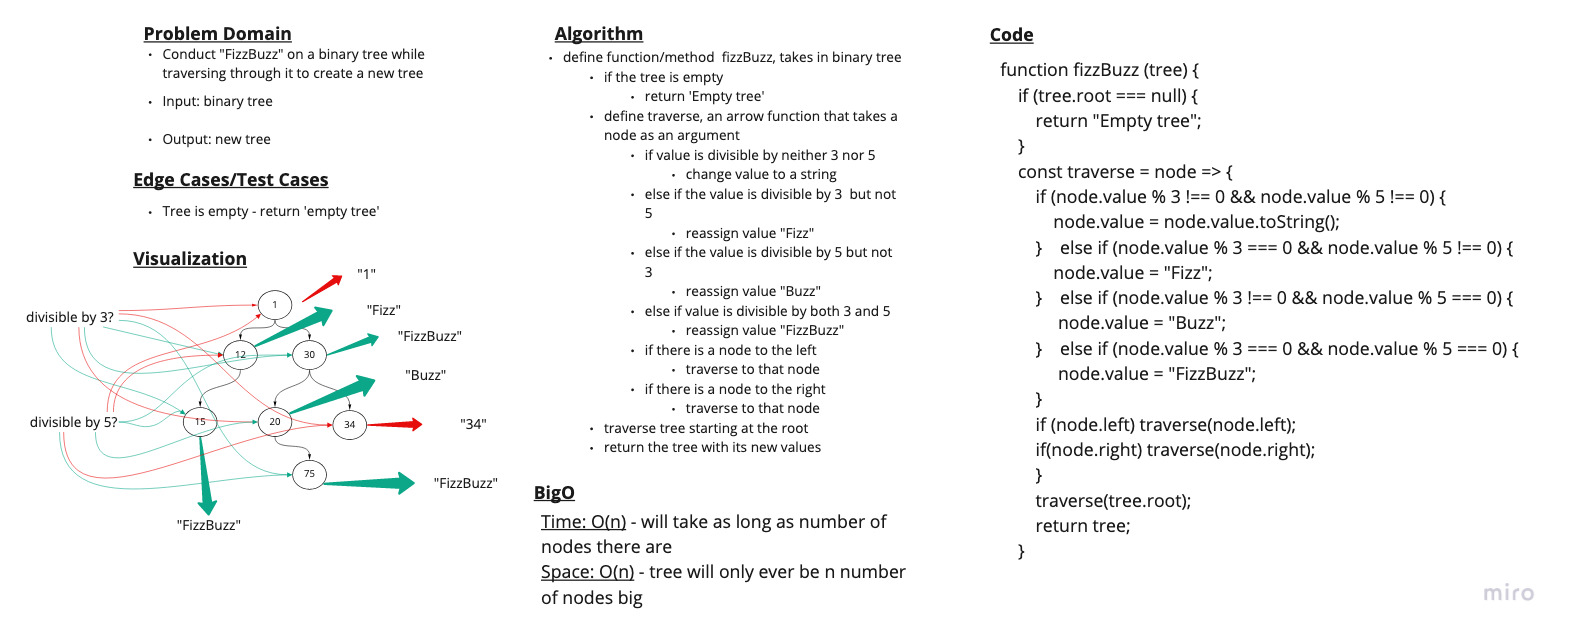 Problem Domain
Conduct "FizzBuzz" on a binary tree while
traversing through it to create a new tree
Input: binary tree
Output: new tree
Edge Cases/Test Cases
Tree is empty - return 'empty tree'
Visualization
"1"
1
"Fizz"
divisible by 3?
"FizzBuzz"
12
30
"Buzz"
divisible by 5?
15
20
34
"34"
75
"FizzBuzz"
"FizzBuzz"
Algorithm
define function/method fizzBuzz, takes in binary tree
if the tree is empty
return 'Empty tree'
define traverse, an arrow function that takes a
node as an argument
if value is divisible by neither 3 nor 5
change value to a string
else if the value is divisible by 3 but not
5
reassign value "Fizz"
else if the value is divisible by 5 but not
3
reassign value "Buzz"
else if value is divisible by both 3 and 5
reassign value "FizzBuzz"
if there is a node to the left
traverse to that node
if there is a node to the right
traverse to that node
traverse tree starting at the root
return the tree with its new values
BigO
Time: O(n) - will take as long as number of
nodes there are
Space: O(n) - tree will only ever be n number
of nodes big
Code
function fizzBuzz (tree) {
if (tree.root === null) {
return "Empty tree";
}
const traverse = node => {
if (node.value % 3 !== 0 && node.value % 5 !== 0) {
node.value = node.value.toString();
} else if (node.value % 3 === 0 && node.value % 5 !== 0) {
node.value = "Fizz";
} else if (node.value % 3 !== 0 && node.value % 5 === 0) {
node.value = "Buzz";
} else if (node.value % 3 === 0 && node.value % 5 === 0) {
node.value = "FizzBuzz";
}
if (node.left) traverse(node.left);
if(node.right) traverse(node.right);
}
traverse(tree.root);
return tree;
}
miro